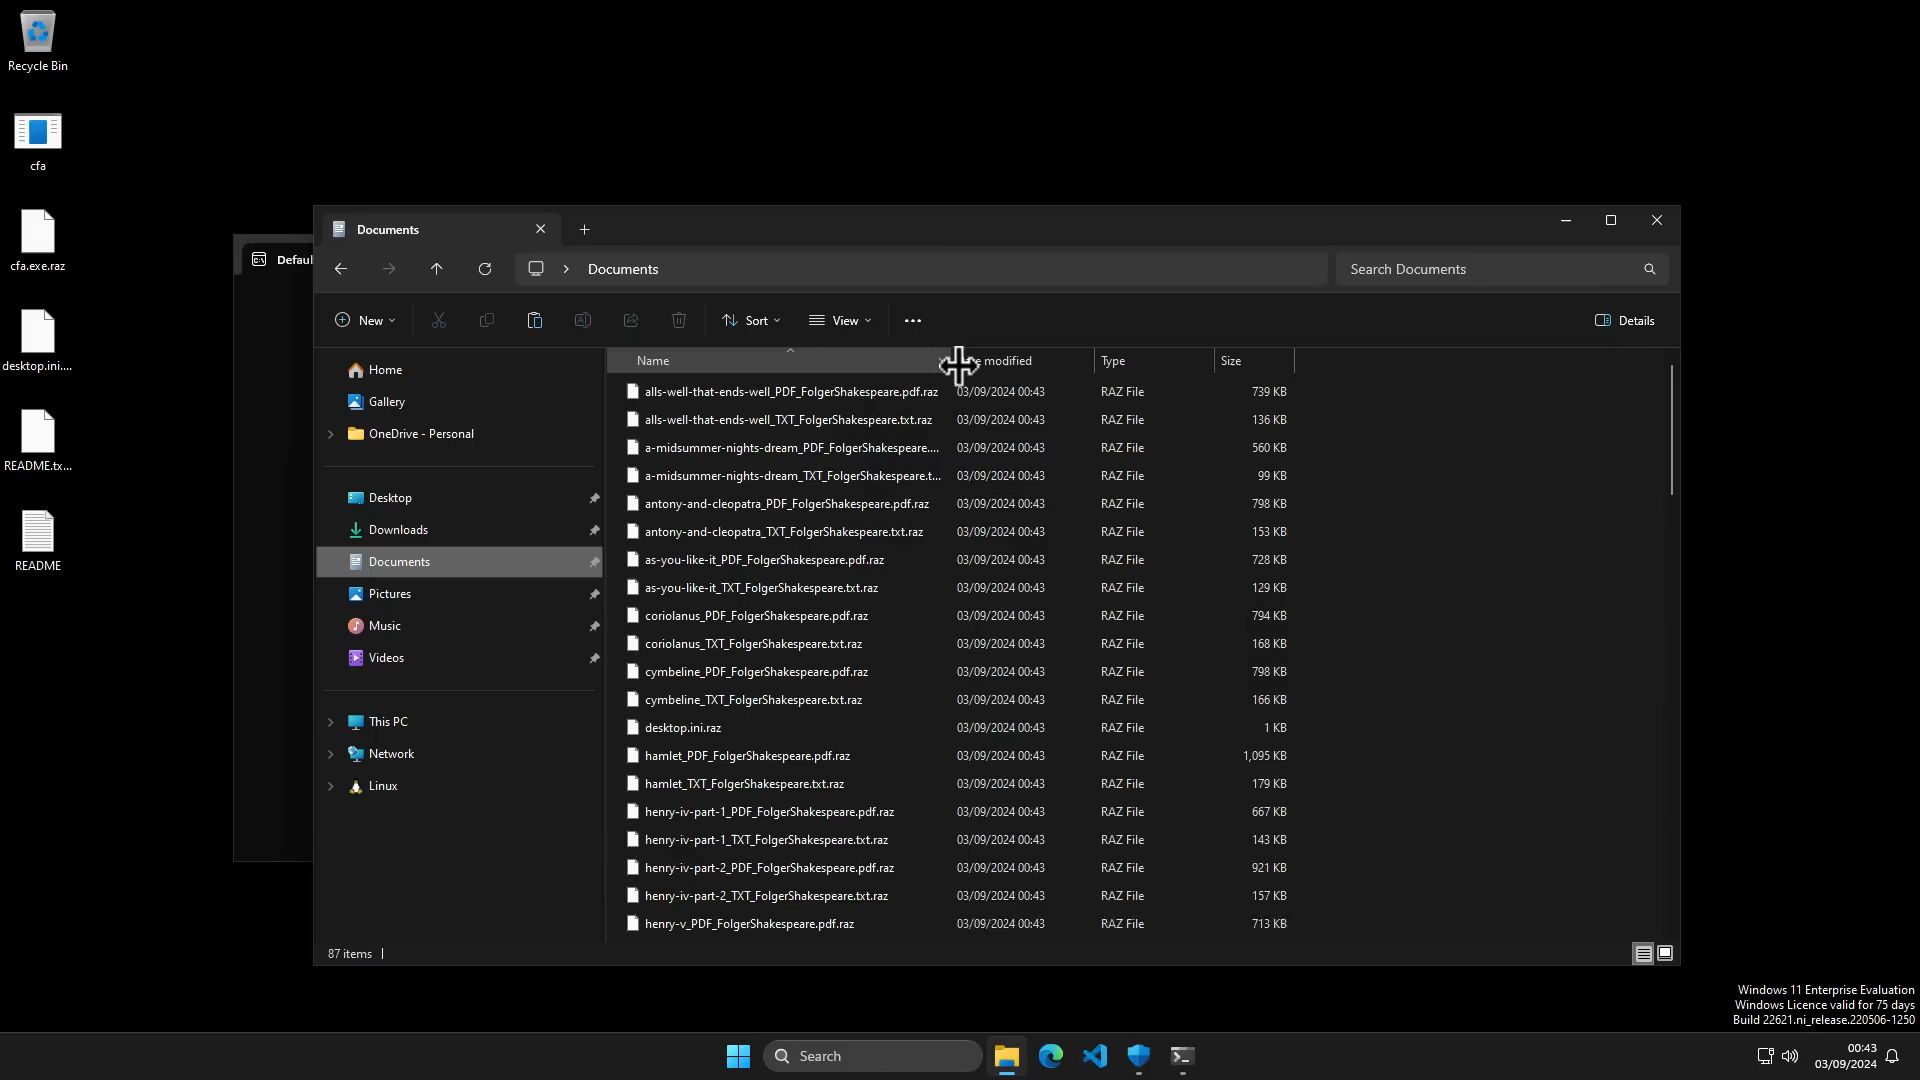 Recycle Bin
cfa
cfa.exe.raz
desktop.ini....
README.tx...
README
Defaul
Documents
Documents
Search Documents
New
Sort
View
Details
Home
Gallery
OneDrive - Personal
Desktop
Downloads
Documents
Pictures
Music
Videos
This PC
Network
Linux
Name modified Type Size
alls-well-that-ends-well_PDF_FolgerShakespeare.pdf.raz 03/09/2024 00:43 RAZ File 739 KB
alls-well-that-ends-well_TXT_FolgerShakespeare.txt.raz 03/09/2024 00:43 RAZ File 136 KB
a-midsummer-nights-dream_PDF_FolgerShakespeare.... 03/09/2024 00:43 RAZ File 560 KB
a-midsummer-nights-dream_TXT_FolgerShakespeare.t... 03/09/2024 00:43 RAZ File 99 KB
antony-and-cleopatra_PDF_FolgerShakespeare.pdf.raz 03/09/2024 00:43 RAZ File 798 KB
antony-and-cleopatra_TXT_FolgerShakespeare.txt.raz 03/09/2024 00:43 RAZ File 153 KB
as-you-like-it_PDF_FolgerShakespeare.pdf.raz 03/09/2024 00:43 RAZ File 728 KB
as-you-like-it_TXT_FolgerShakespeare.txt.raz 03/09/2024 00:43 RAZ File 129 KB
coriolanus_PDF_FolgerShakespeare.pdf.raz 03/09/2024 00:43 RAZ File 794 KB
coriolanus_TXT_FolgerShakespeare.txt.raz 03/09/2024 00:43 RAZ File 168 KB
cymbeline_PDF_FolgerShakespeare.pdf.raz 03/09/2024 00:43 RAZ File 798 KB
cymbeline_TXT_FolgerShakespeare.txt.raz 03/09/2024 00:43 RAZ File 166 KB
desktop.ini.raz 03/09/2024 00:43 RAZ File 1 KB
hamlet_PDF_FolgerShakespeare.pdf.raz 03/09/2024 00:43 RAZ File 1,095 KB
hamlet_TXT_FolgerShakespeare.txt.raz 03/09/2024 00:43 RAZ File 179 KB
henry-iv-part-1_PDF_FolgerShakespeare.pdf.raz 03/09/2024 00:43 RAZ File 667 KB
henry-iv-part-1_TXT_FolgerShakespeare.txt.raz 03/09/2024 00:43 RAZ File 143 KB
henry-iv-part-2_PDF_FolgerShakespeare.pdf.raz 03/09/2024 00:43 RAZ File 921 KB
henry-iv-part-2_TXT_FolgerShakespeare.txt.raz 03/09/2024 00:43 RAZ File 157 KB
henry-v_PDF_FolgerShakespeare.pdf.raz 03/09/2024 00:43 RAZ File 713 KB
87 items
Windows 11 Enterprise Evaluation
Windows Licence valid for 75 days
Build 22621.ni_release.220506-1250
Search
00:43
03/09/2024